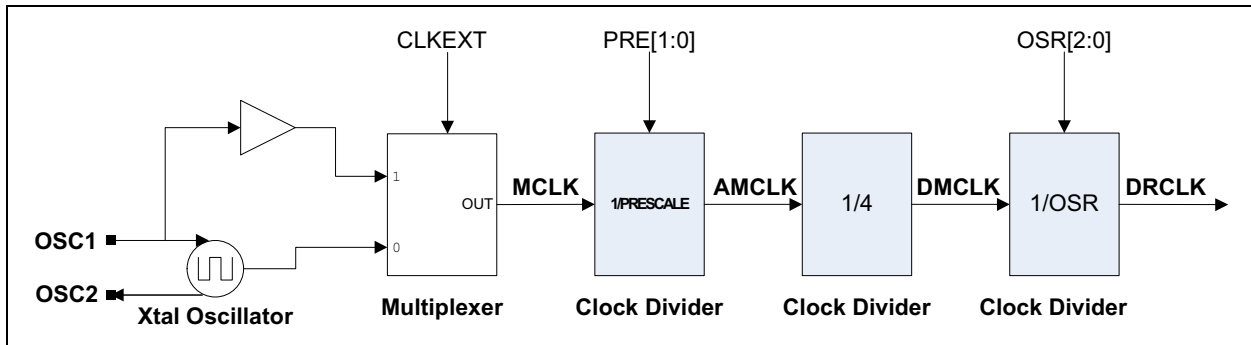 CLKEXT
PRE[1:0]
OSR[2:0]
1
0
OUT
MCLK
1/PRESCALE
AMCLK
1/4
DMCLK
1/OSR
DRCLK
OSC1
OSC2
Xtal Oscillator
Multiplexer
Clock Divider
Clock Divider
Clock Divider